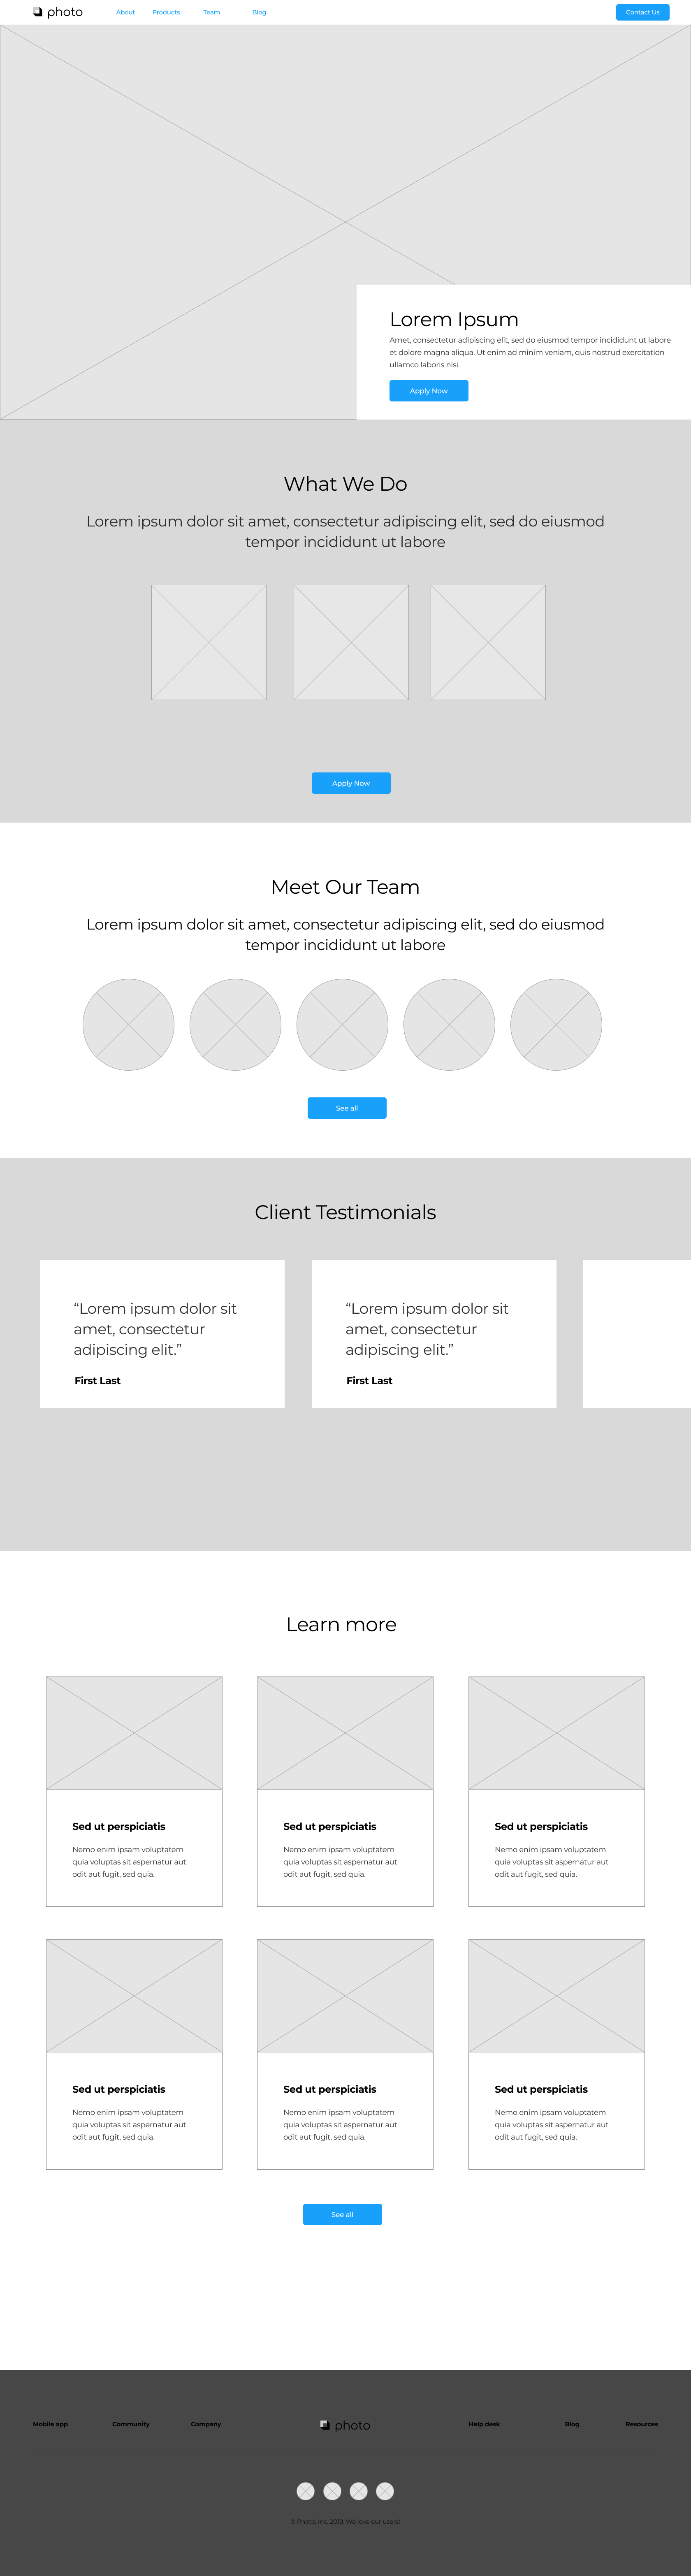 photo
About Products Team Blog
Contact Us
Lorem Ipsum
Amet, consectetur adipiscing elit, sed do eiusmod tempor incididunt ut labore
et dolore magna aliqua. Ut enim ad minim veniam, quis nostrud exercitation
ullamco laboris nisi.
Apply Now
What We Do
Lorem ipsum dolor sit amet, consectetur adipiscing elit, sed do eiusmod
tempor incididunt ut labore
Apply Now
Meet Our Team
Lorem ipsum dolor sit amet, consectetur adipiscing elit, sed do eiusmod
tempor incididunt ut labore
See all
Client Testimonials
“Lorem ipsum dolor sit
amet, consectetur
adipiscing elit.”
First Last
“Lorem ipsum dolor sit
amet, consectetur
adipiscing elit.”
First Last
Learn more
Sed ut perspiciatis
Nemo enim ipsam voluptatem
quia voluptas sit aspernatur aut
odit aut fugit, sed quia.
Sed ut perspiciatis
Nemo enim ipsam voluptatem
quia voluptas sit aspernatur aut
odit aut fugit, sed quia.
Sed ut perspiciatis
Nemo enim ipsam voluptatem
quia voluptas sit aspernatur aut
odit aut fugit, sed quia.
Sed ut perspiciatis
Nemo enim ipsam voluptatem
quia voluptas sit aspernatur aut
odit aut fugit, sed quia.
Sed ut perspiciatis
Nemo enim ipsam voluptatem
quia voluptas sit aspernatur aut
odit aut fugit, sed quia.
Sed ut perspiciatis
Nemo enim ipsam voluptatem
quia voluptas sit aspernatur aut
odit aut fugit, sed quia.
See all
Mobile app Community Company photo Help desk Blog Resources
© Photo, Inc. 2019. We love our users!